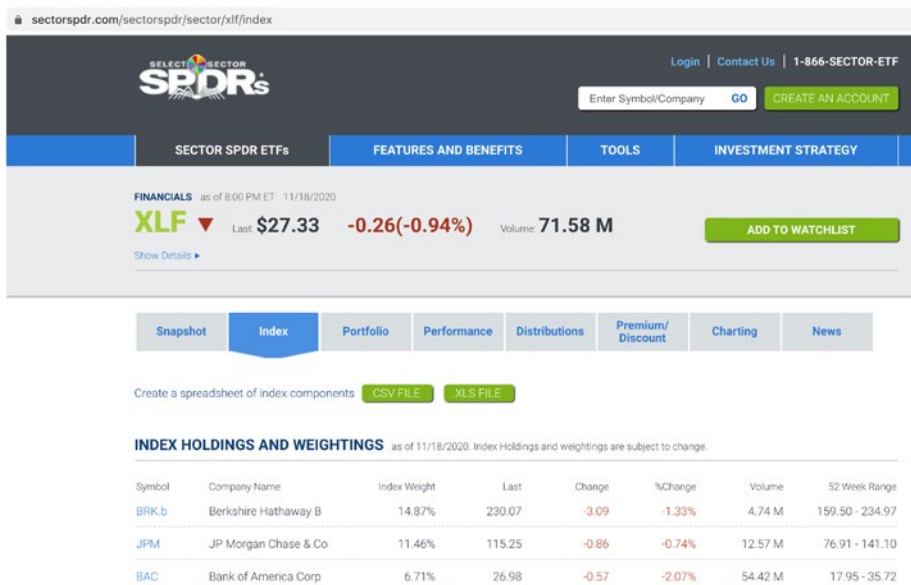 sectorspdr.com/sectorspdr/sector/xlf/index
SELECT SECTOR
SPDRs
Login | Contact Us | 1-866-SECTOR-ETF
Enter Symbol/Company GO CREATE AN ACCOUNT
SECTOR SPDR ETFs FEATURES AND BENEFITS TOOLS INVESTMENT STRATEGY
FINANCIALS as of 8:00 PM ET 11/18/2020
XLF ▼ Last: $27.33 -0.26(-0.94%) Volume: 71.58 M ADD TO WATCHLIST
Show Details ▸
Snapshot Index Portfolio Performance Distributions Premium/
Discount Charting News
Create a spreadsheet of index components CSV FILE XLS FILE
INDEX HOLDINGS AND WEIGHTINGS as of 11/18/2020. Index Holdings and weightings are subject to change.
Symbol Company Name Index Weight Last Change %Change Volume 52 Week Range
BRK.b Berkshire Hathaway B 14.87% 230.07 -3.09 -1.33% 4.74 M 159.50 - 234.97
JPM JP Morgan Chase & Co 11.46% 115.25 -0.86 -0.74% 12.57 M 76.91 - 141.10
BAC Bank of America Corp 6.71% 26.98 -0.57 -2.07% 54.42 M 17.95 - 35.72